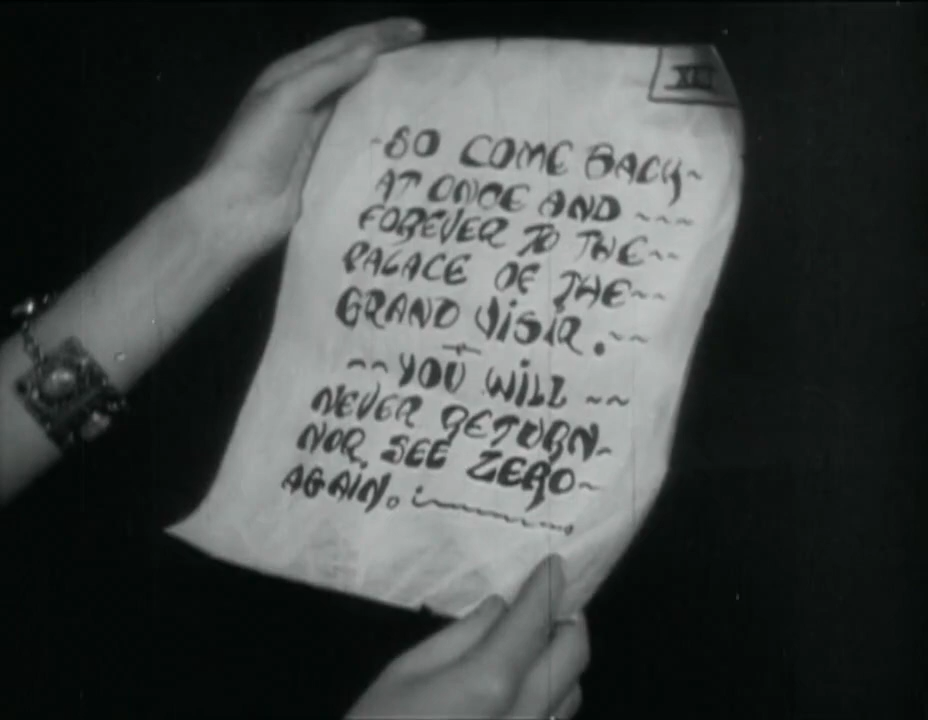 XII
-SO COME BACK~
AT ONCE AND ~~~
FOREVER TO THE~~
PALACE OF THE~~
GRAND VISIR.~~
~~YOU WILL ~~
NEVER RETURN-
NOR SEE ZERO~
AGAIN.